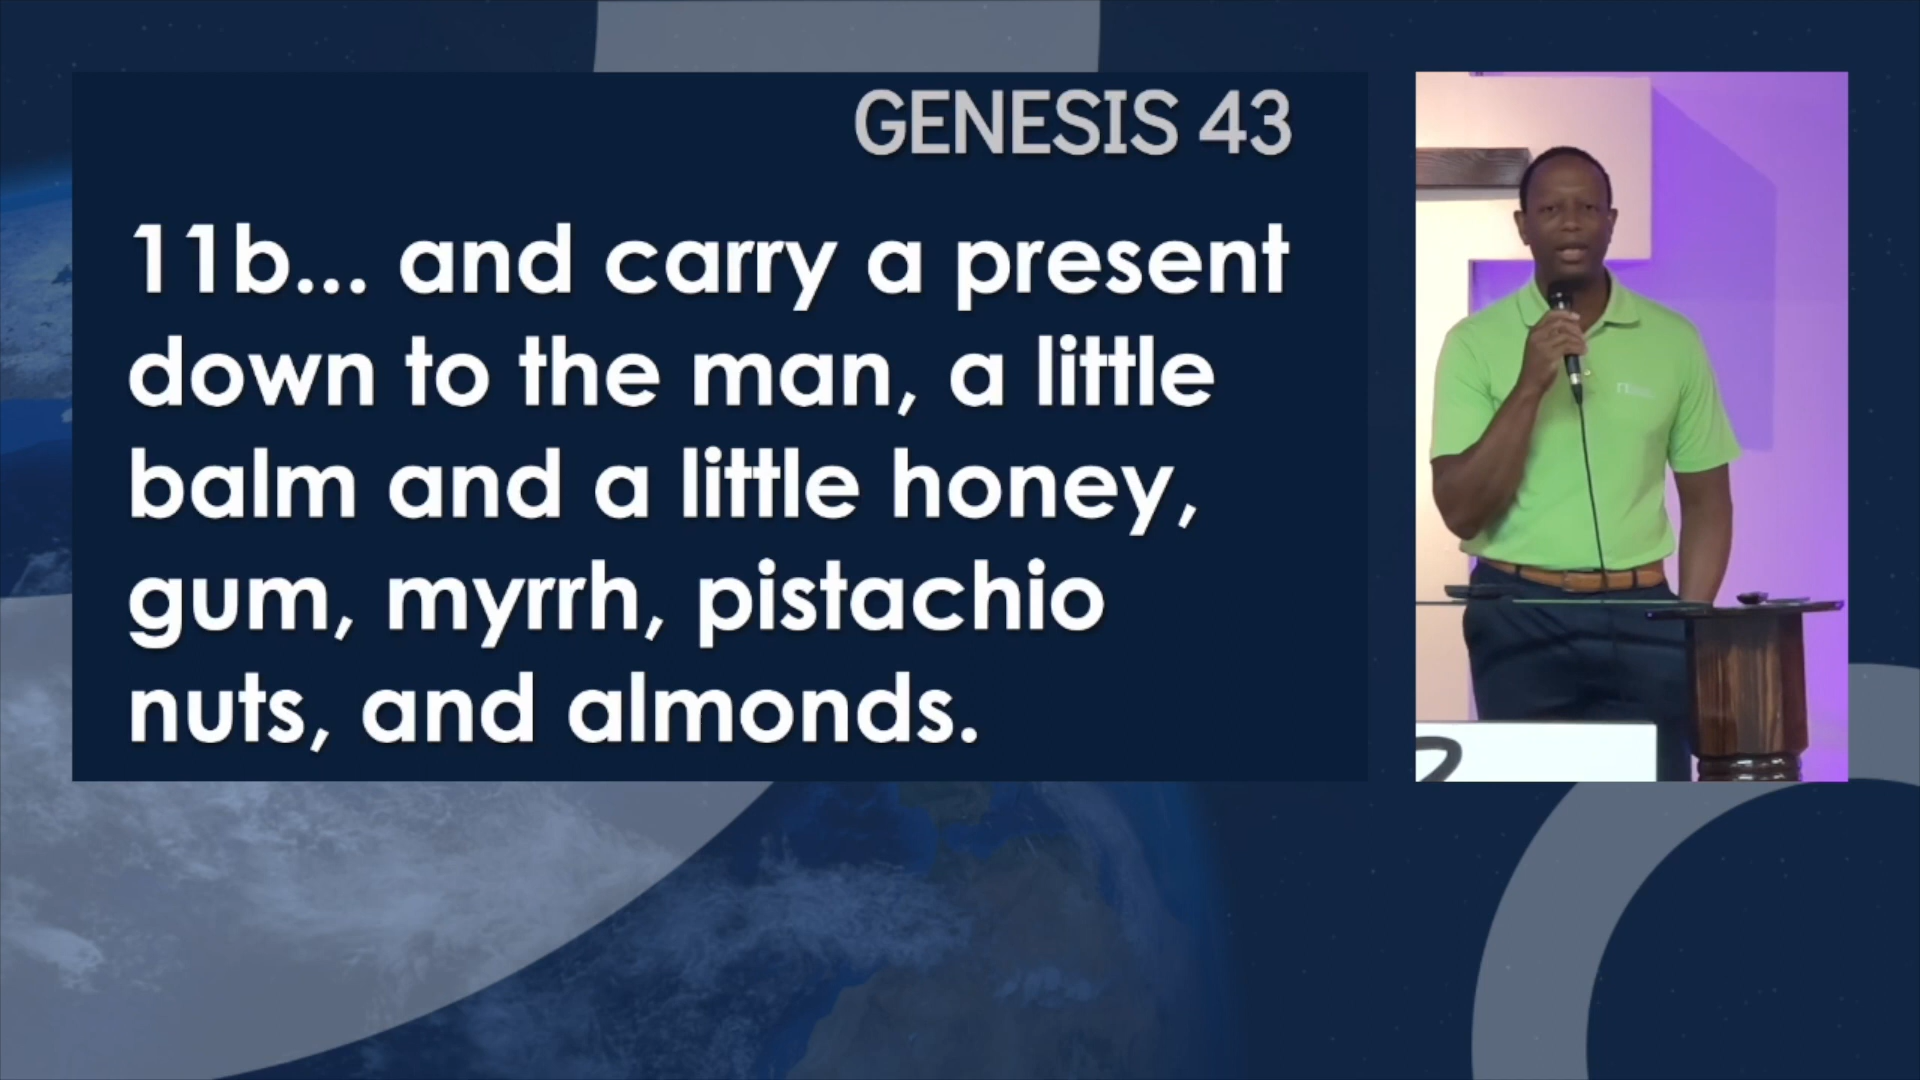 GENESIS 43
11b... and carry a present
down to the man, a little
balm and a little honey,
gum, myrrh, pistachio
nuts, and almonds.